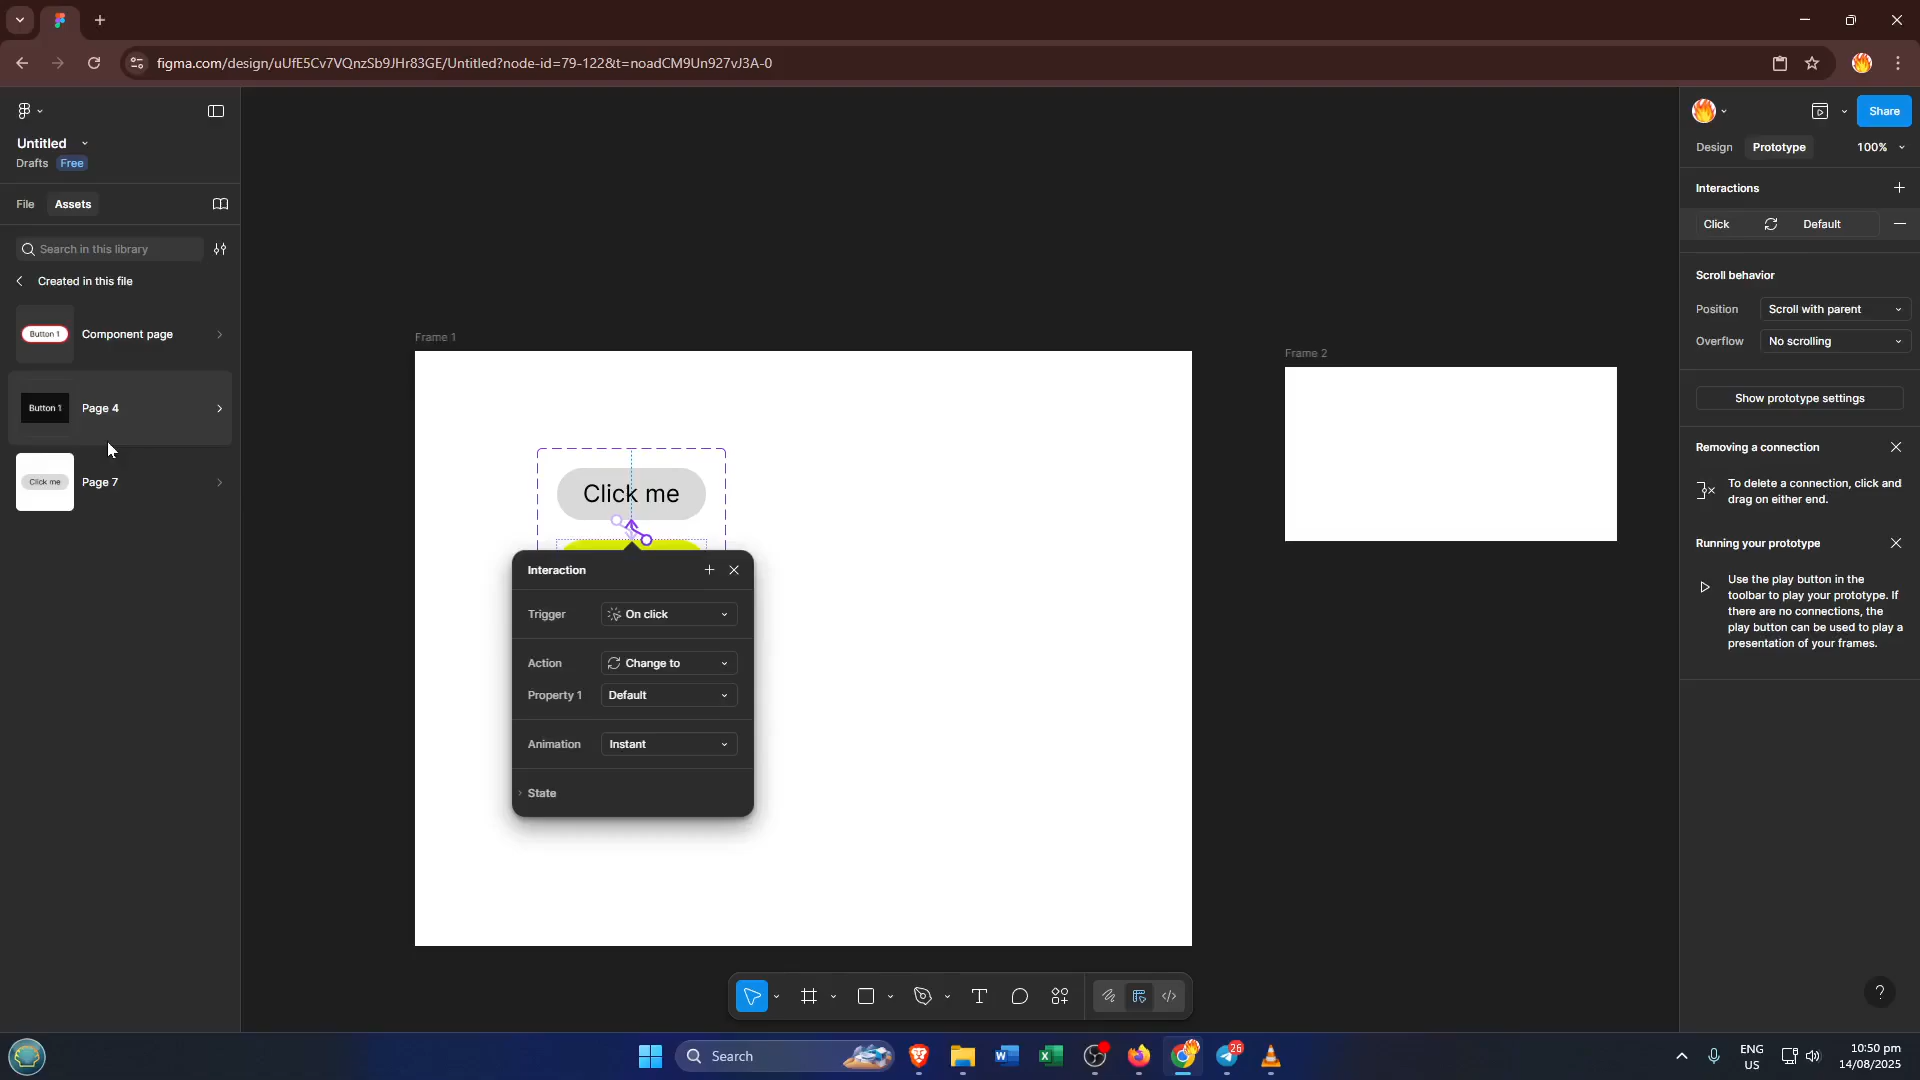 figma.com/design/uUfE5Cv7VQnzSb9JHr83GE/Untitled?node-id=79-122&t=noadCM9Un927vJ3A-0
Untitled
Drafts Free
File Assets
Search in this library
Created in this file
Button 1 Component page
Button 1 Page 4
Click me Page 7
Frame 1
Click me
Frame 2
Interaction
Trigger On click
Action Change to
Property 1 Default
Animation Instant
State
Share
Design Prototype 100%
Interactions
Click Default
Scroll behavior
Position Scroll with parent
Overflow No scrolling
Show prototype settings
Removing a connection
To delete a connection, click and
drag on either end.
Running your prototype
Use the play button in the
toolbar to play your prototype. If
there are no connections, the
play button can be used to play a
presentation of your frames.
?
Search
26
ENG
US
10:50 pm
14/08/2025